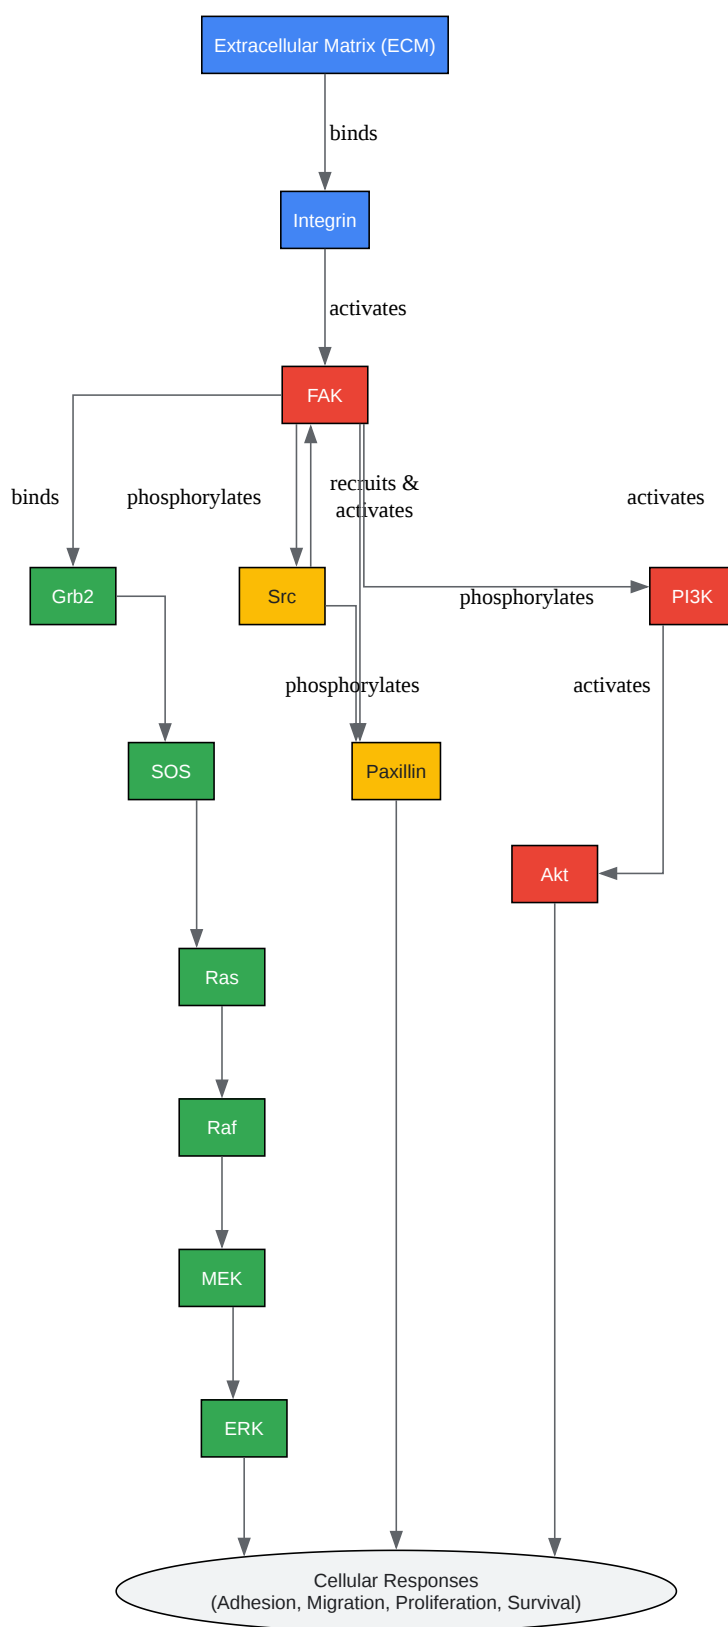 Extracellular Matrix (ECM)
binds
Integrin
activates
FAK
binds
phosphorylates
recruits &
activates
activates
Grb2
Src
phosphorylates
PI3K
phosphorylates
activates
SOS
Paxillin
Akt
Ras
Raf
MEK
ERK
Cellular Responses
(Adhesion, Migration, Proliferation, Survival)